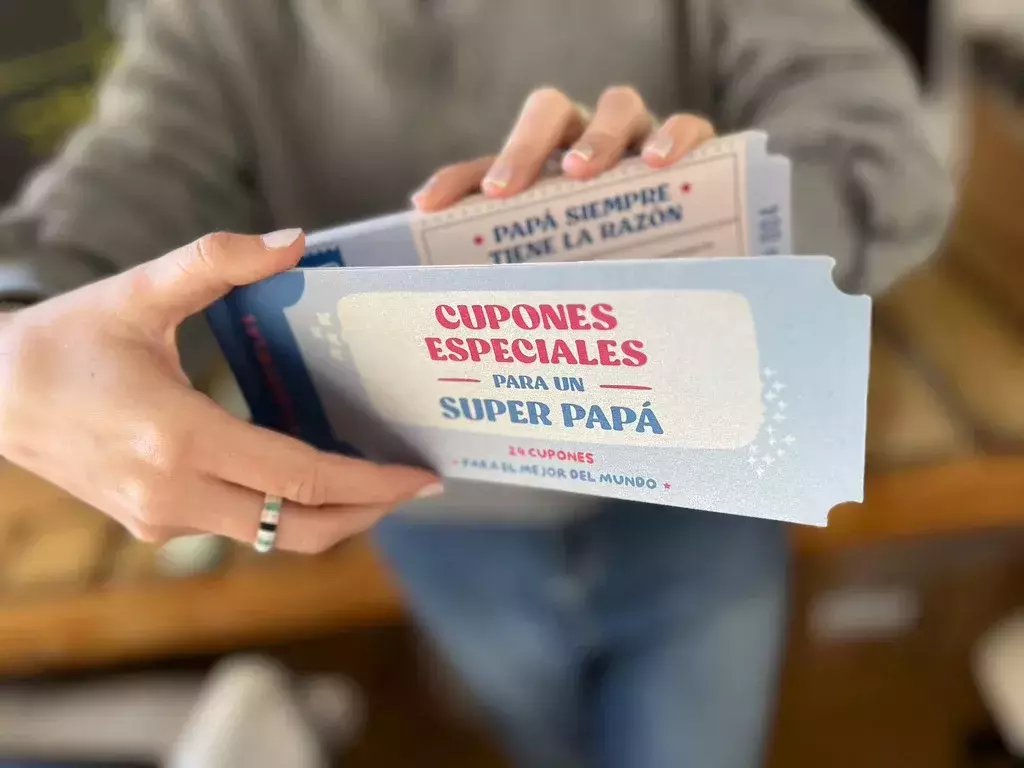 PAPÁ SIEMPRE
TIENE LA RAZÓN
CUPONES
ESPECIALES
PARA UN
SUPER PAPÁ
24 CUPONES
PARA EL MEJOR DEL MUNDO